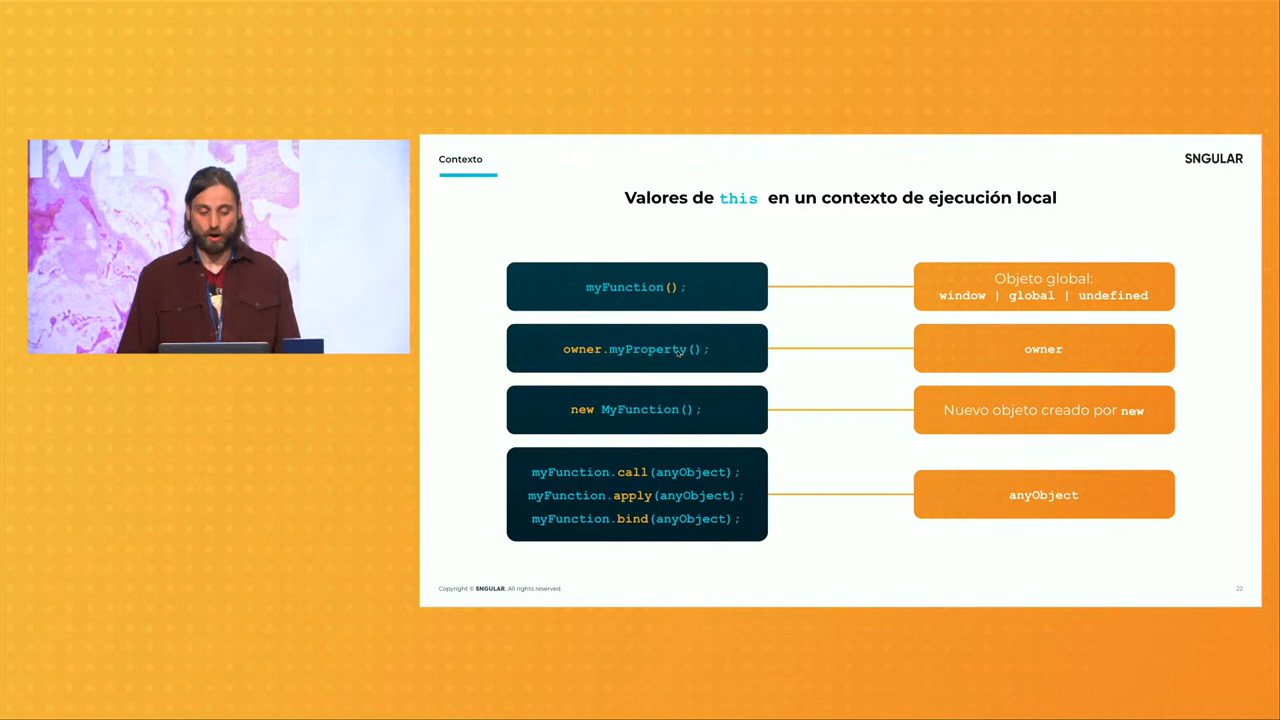 Contexto
SNGULAR
Valores de this en un contexto de ejecución local
myFunction();
Objeto global:
window | global | undefined
owner.myProperty();
owner
new MyFunction();
Nuevo objeto creado por new
myFunction.call(anyObject);
myFunction.apply(anyObject);
myFunction.bind(anyObject);
anyObject
Copyright © SNGULAR. All rights reserved.
22